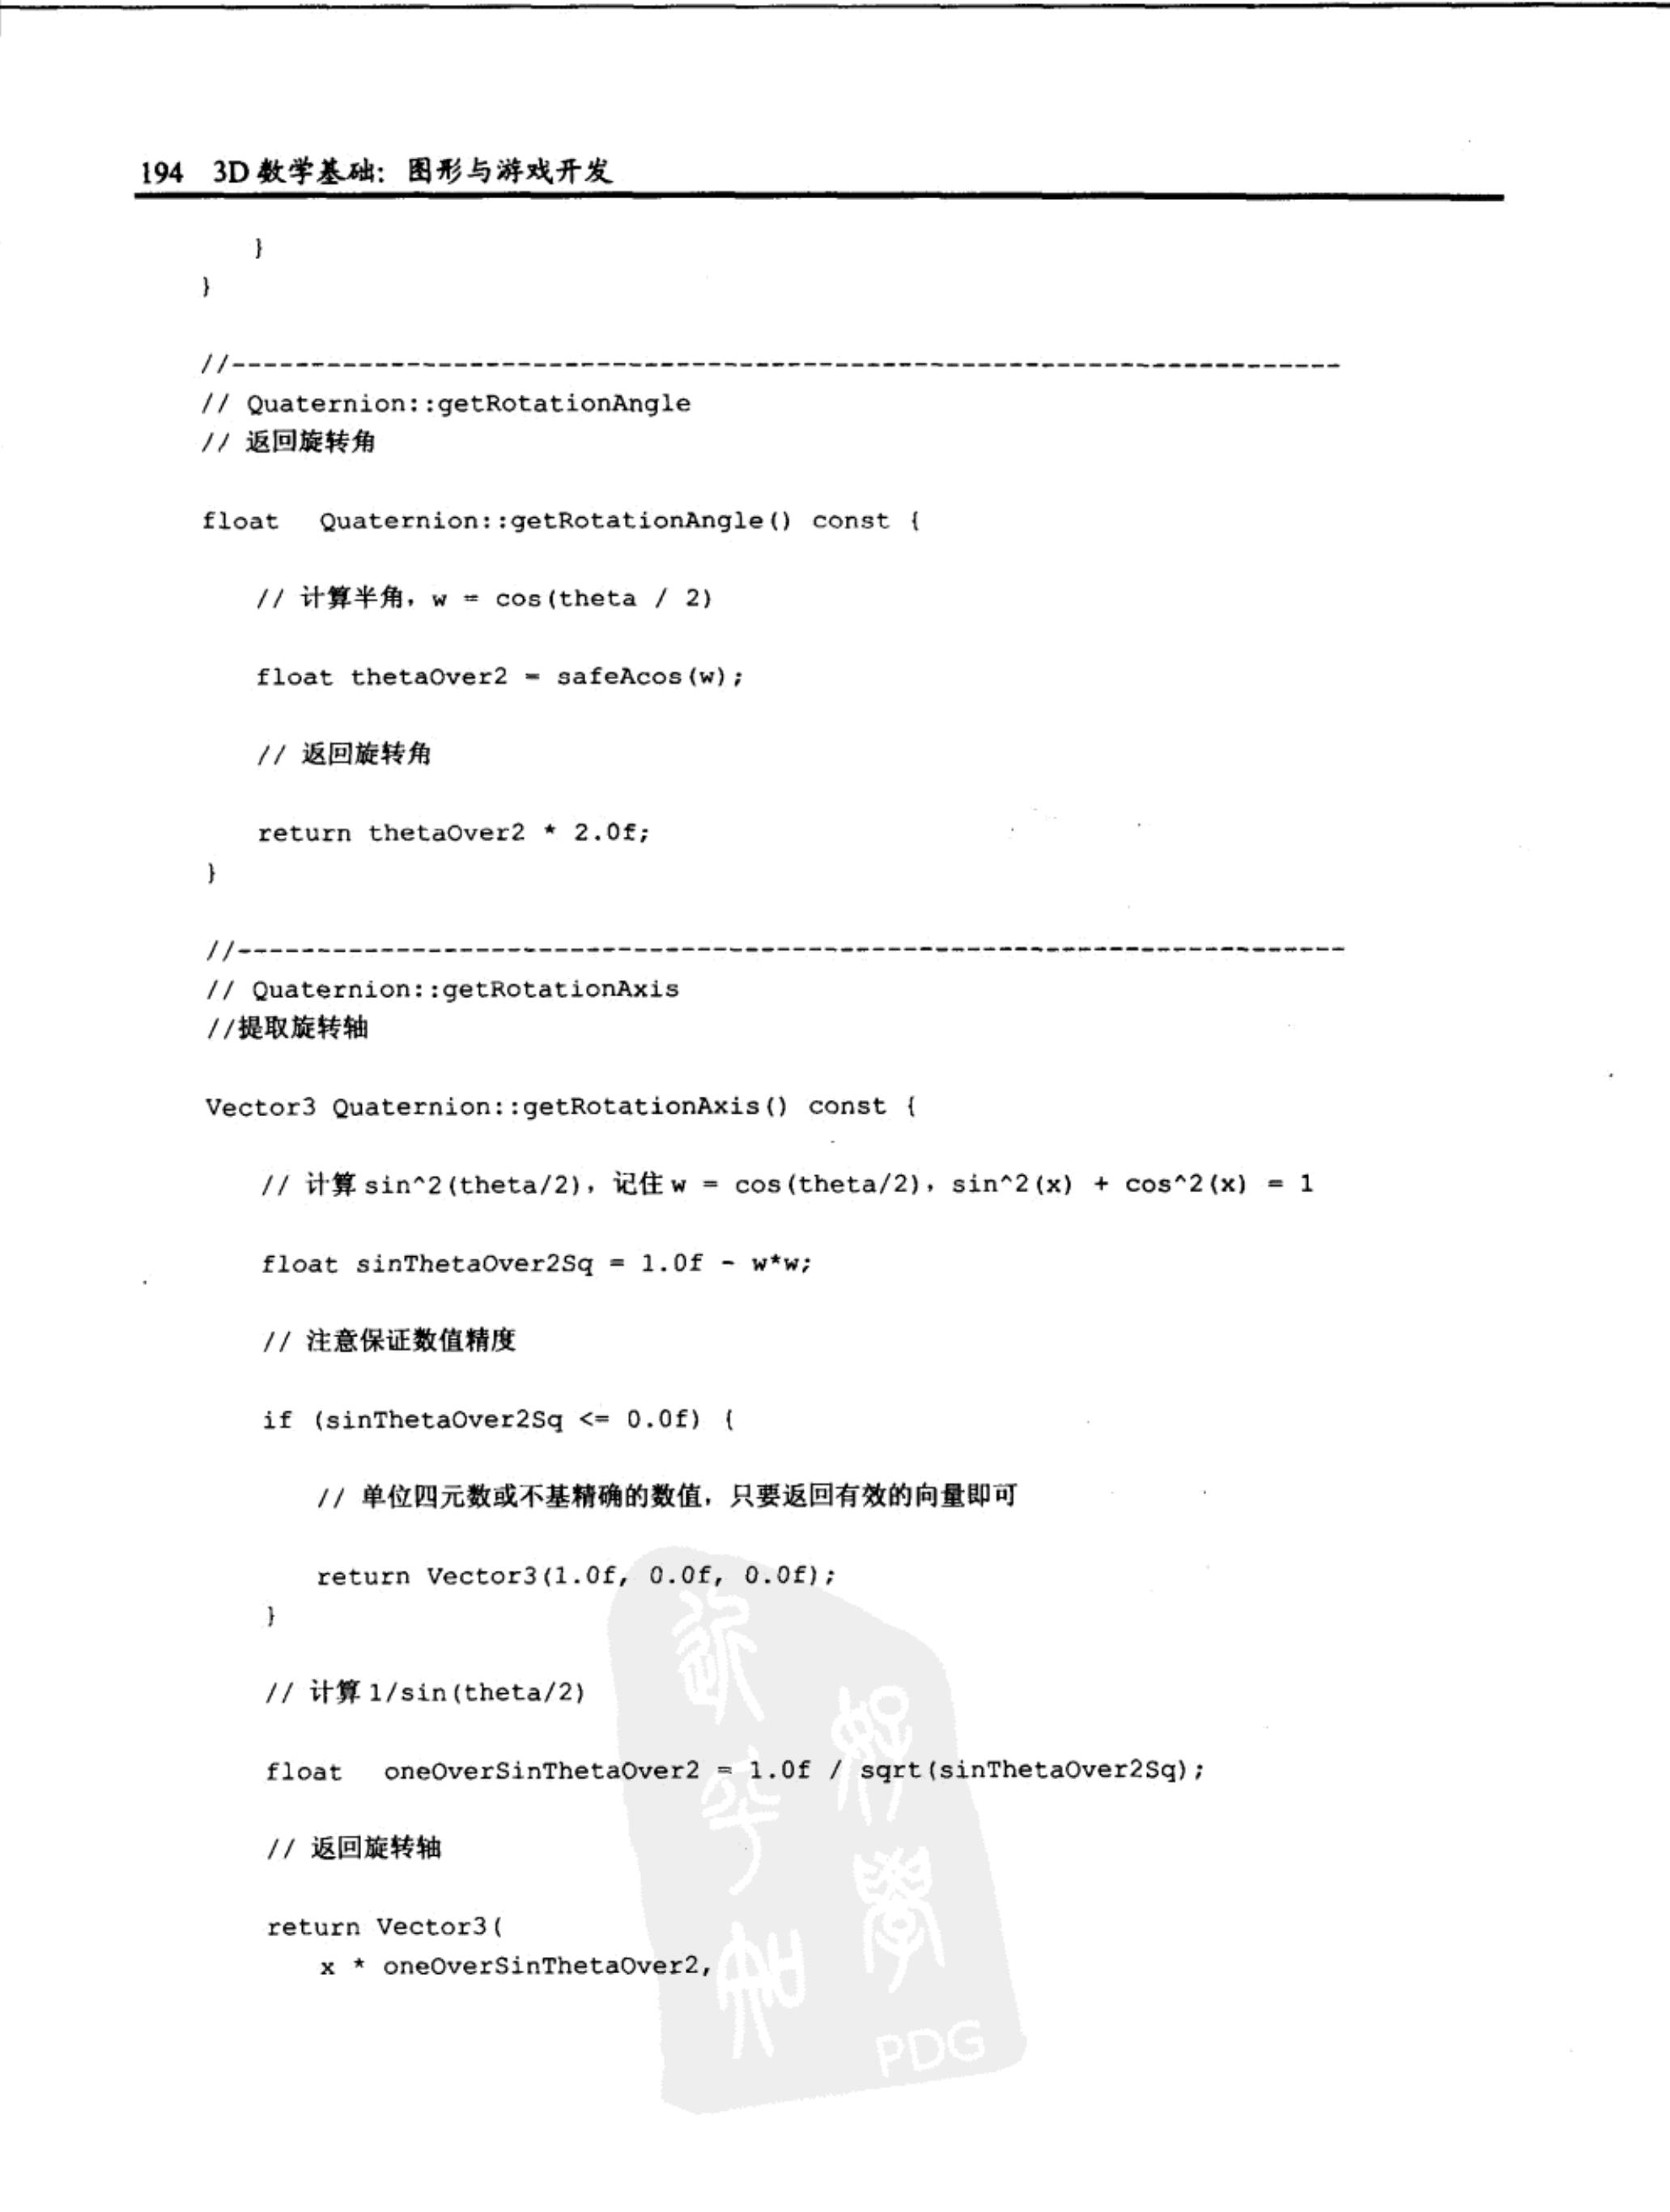 194 3D数学基础：图形与游戏开发
}
}
//----------------------------------------------------------------------
// Quaternion::getRotationAngle
// 返回旋转角
float Quaternion::getRotationAngle() const {
// 计算半角，w = cos(theta / 2)
float thetaOver2 = safeAcos(w);
// 返回旋转角
return thetaOver2 * 2.0f;
}
//----------------------------------------------------------------------
// Quaternion::getRotationAxis
//提取旋转轴
Vector3 Quaternion::getRotationAxis() const {
// 计算 sin^2(theta/2)，记住 w = cos(theta/2)，sin^2(x) + cos^2(x) = 1
float sinThetaOver2Sq = 1.0f - w*w;
// 注意保证数值精度
if (sinThetaOver2Sq <= 0.0f) {
// 单位四元数或不基精确的数值，只要返回有效的向量即可
return Vector3(1.0f, 0.0f, 0.0f);
}
// 计算 1/sin(theta/2)
float oneOverSinThetaOver2 = 1.0f / sqrt(sinThetaOver2Sq);
// 返回旋转轴
return Vector3(
x * oneOverSinThetaOver2,
PDG